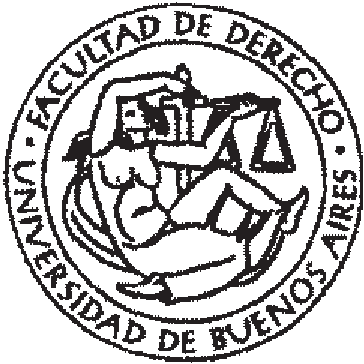 FACULTAD DE DERECHO
UNIVERSIDAD DE BUENOS AIRES